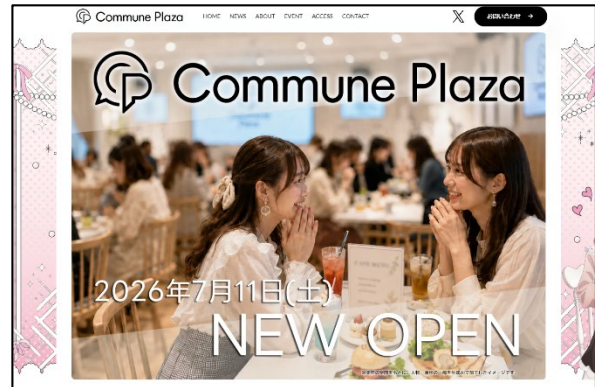 Commune Plaza
HOME NEWS ABOUT EVENT ACCESS CONTACT
お問い合わせ →
Commune Plaza
2026年7月11日(土)
NEW OPEN